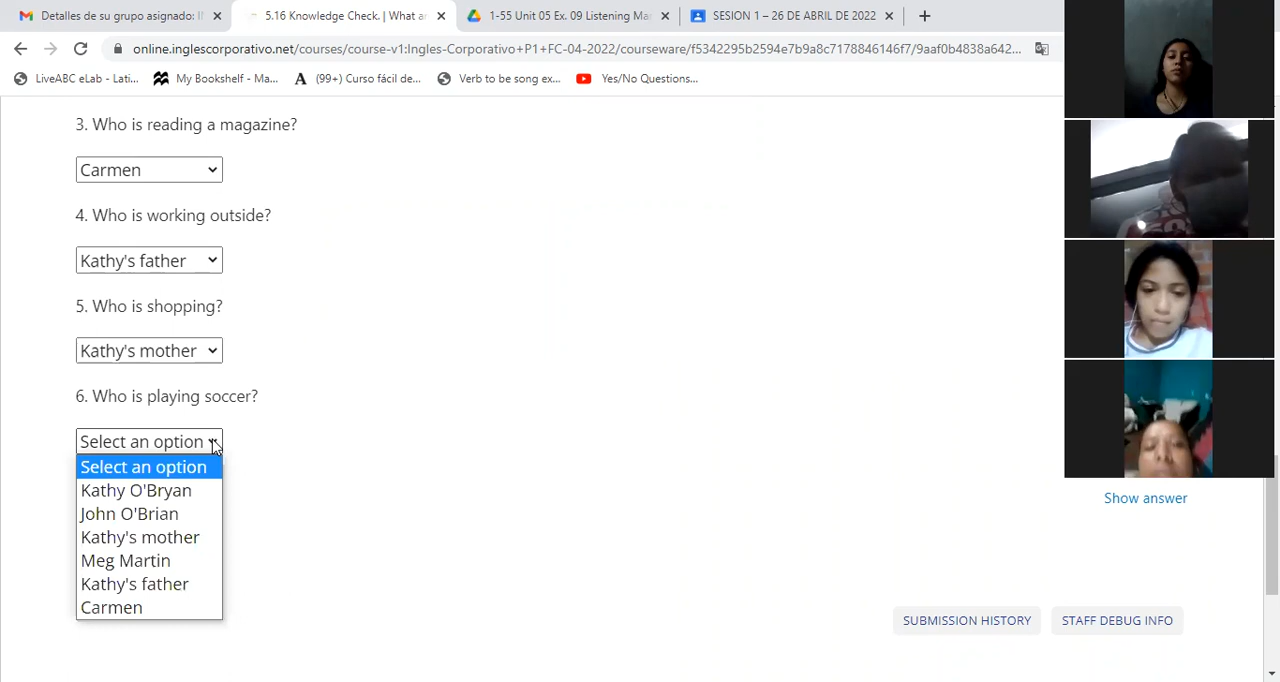 Detalles de su grupo asignado: I
5.16 Knowledge Check. | What ar
1-55 Unit 05 Ex. 09 Listening Ma
SESION 1 – 26 DE ABRIL DE 2022
online.inglescorporativo.net/courses/course-v1:Ingles-Corporativo+P1+FC-04-2022/courseware/f5342295b2594e7b9a8c7178846146f7/9aaf0b4838a642...
LiveABC eLab - Lati...
My Bookshelf - Ma...
(99+) Curso fácil de...
Verb to be song ex...
Yes/No Questions...
3. Who is reading a magazine?
Carmen
4. Who is working outside?
Kathy's father
5. Who is shopping?
Kathy's mother
6. Who is playing soccer?
Select an option
Select an option
Kathy O'Bryan
John O'Brian
Kathy's mother
Meg Martin
Kathy's father
Carmen
Show answer
SUBMISSION HISTORY
STAFF DEBUG INFO